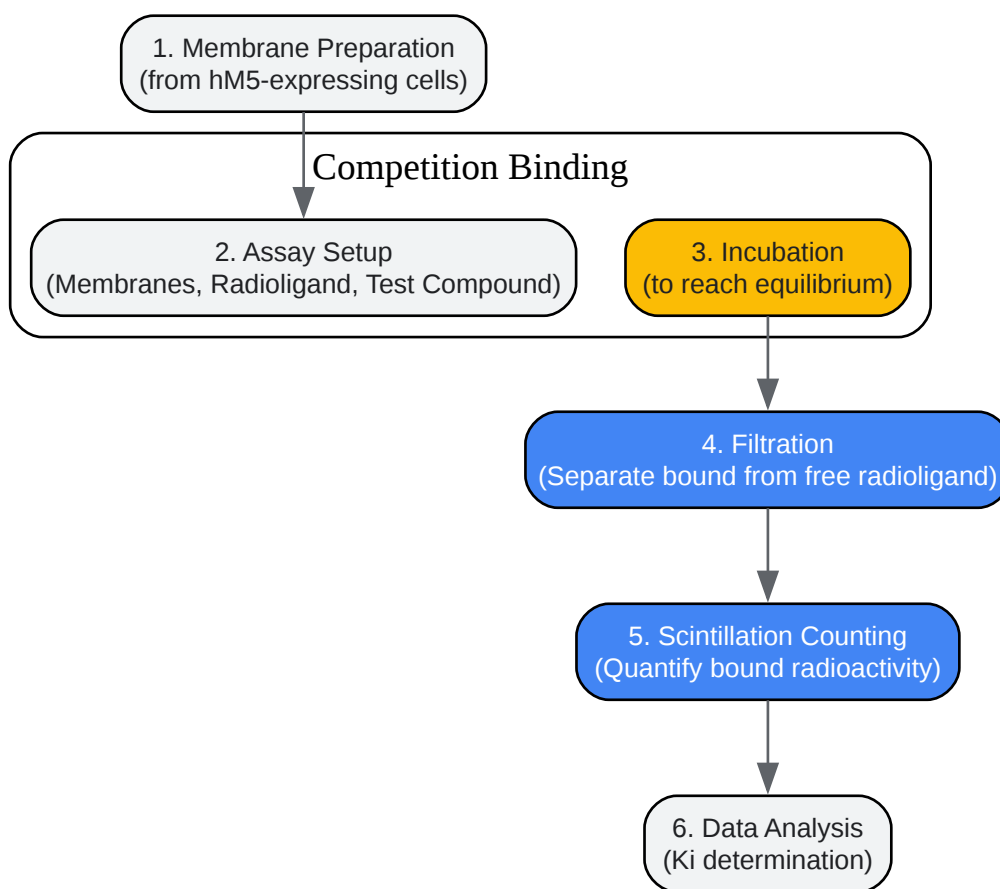 1. Membrane Preparation
(from hM5-expressing cells)
Competition Binding
2. Assay Setup
(Membranes, Radioligand, Test Compound)
3. Incubation
(to reach equilibrium)
4. Filtration
(Separate bound from free radioligand)
5. Scintillation Counting
(Quantify bound radioactivity)
6. Data Analysis
(Ki determination)